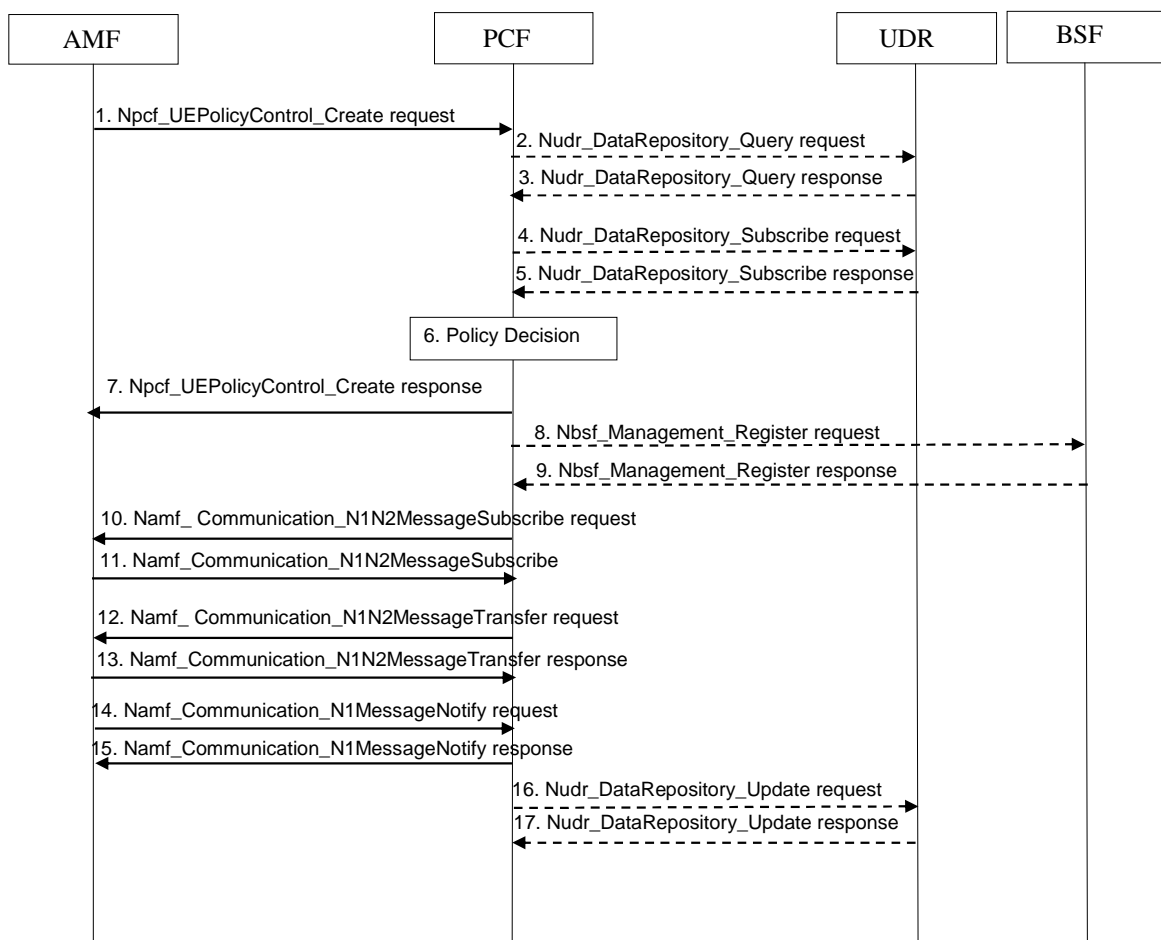 AMF
PCF
UDR
BSF
1. Npcf_UEPolicyControl_Create request
2. Nudr_DataRepository_Query request
3. Nudr_DataRepository_Query response
4. Nudr_DataRepository_Subscribe request
5. Nudr_DataRepository_Subscribe response
6. Policy Decision
7. Npcf_UEPolicyControl_Create response
8. Nbsf_Management_Register request
9. Nbsf_Management_Register response
10. Namf_ Communication_N1N2MessageSubscribe request
11. Namf_Communication_N1N2MessageSubscribe
12. Namf_ Communication_N1N2MessageTransfer request
13. Namf_Communication_N1N2MessageTransfer response
14. Namf_Communication_N1MessageNotify request
15. Namf_Communication_N1MessageNotify response
16. Nudr_DataRepository_Update request
17. Nudr_DataRepository_Update response